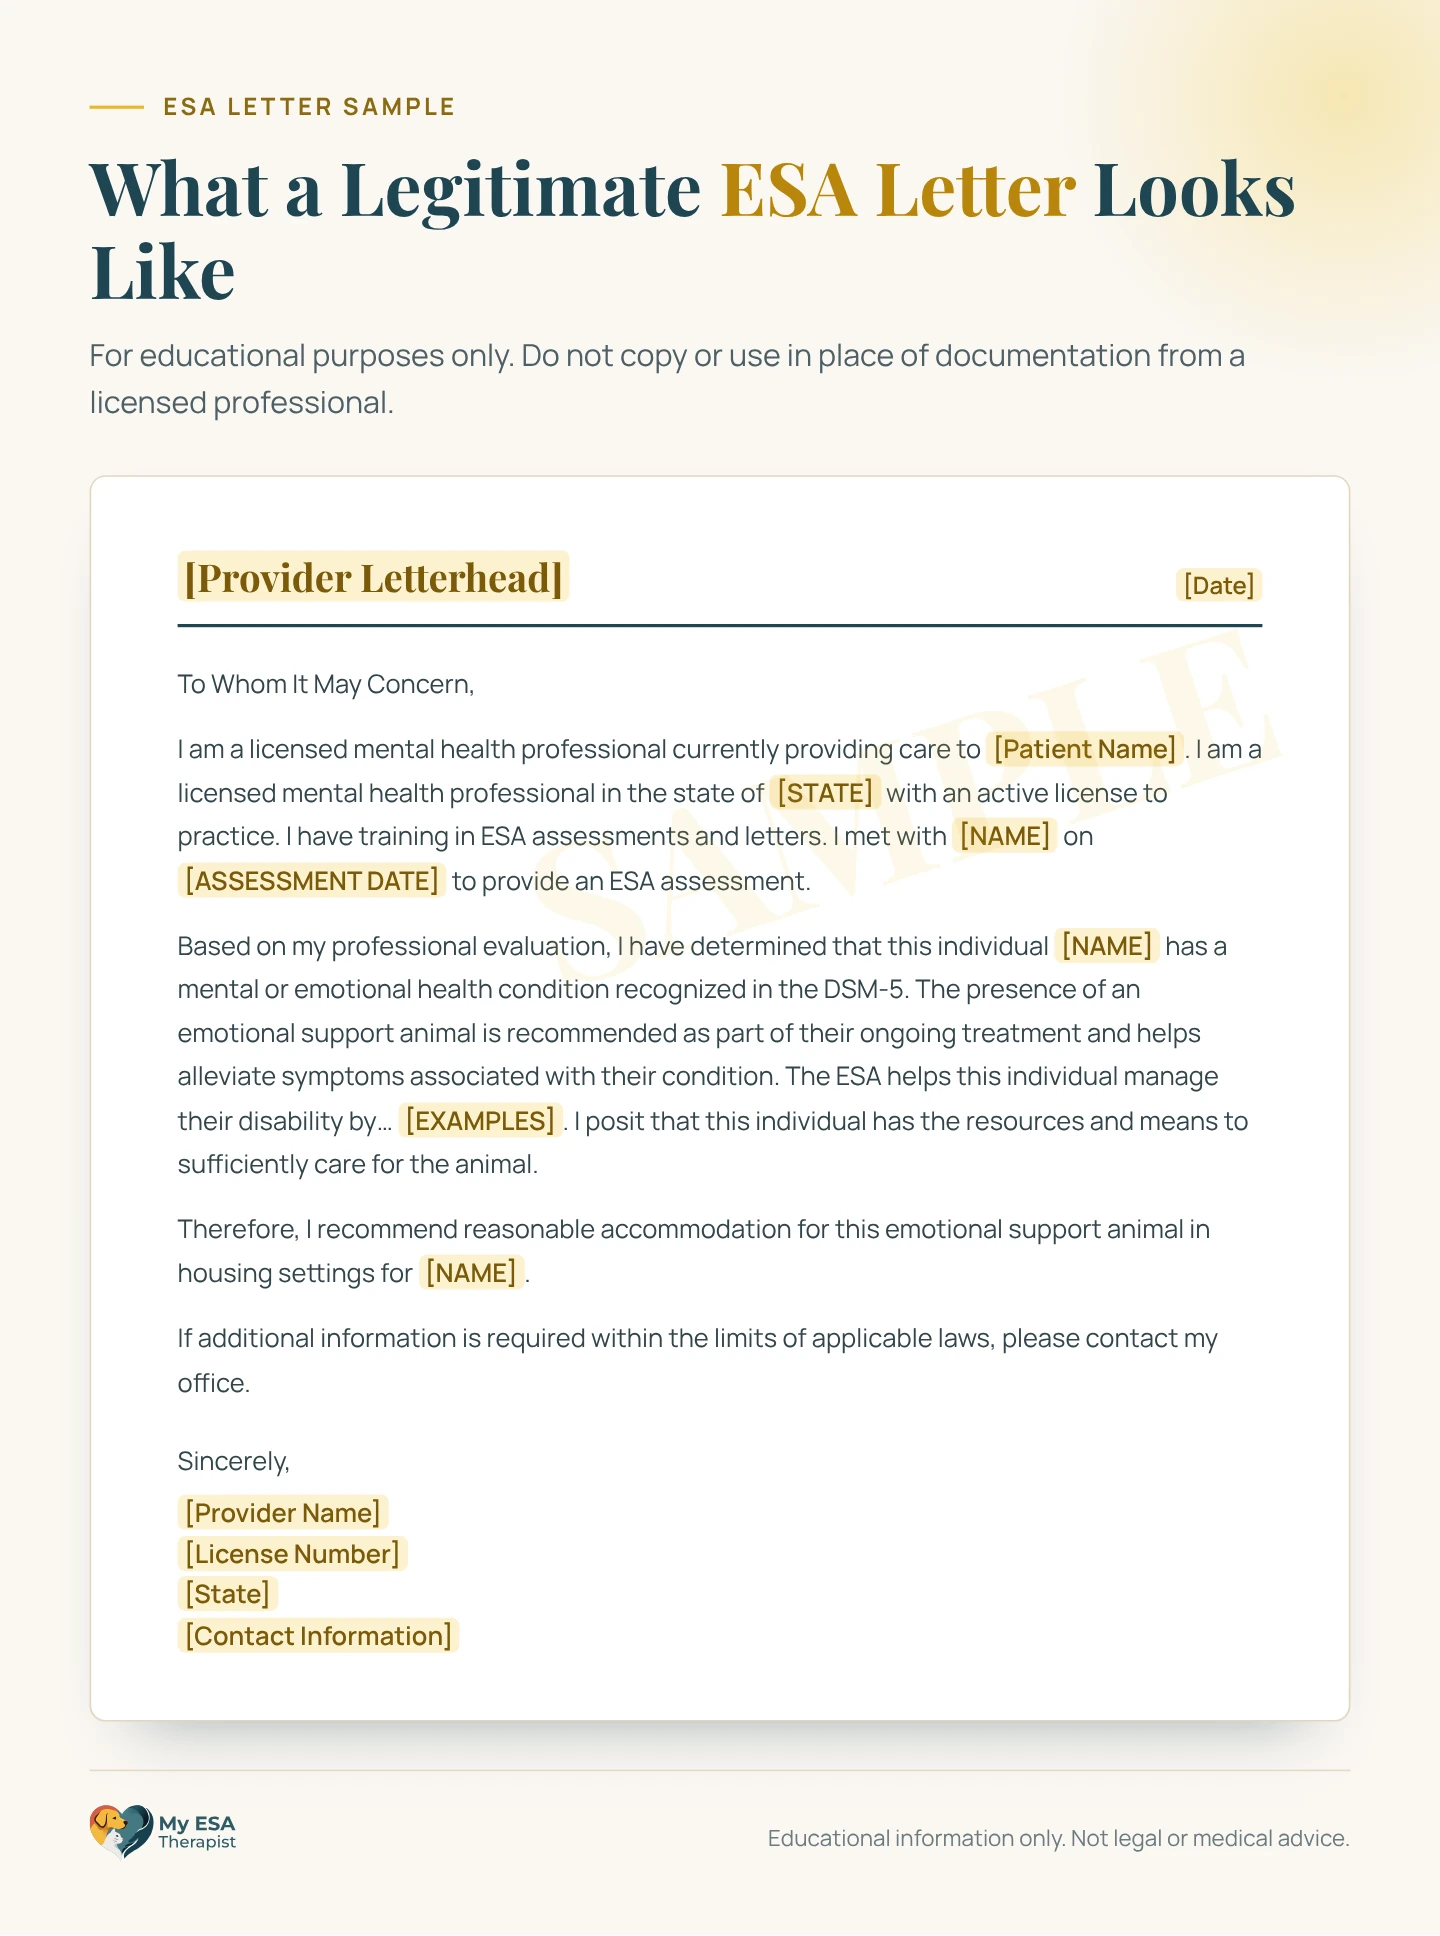 ESA LETTER SAMPLE
What a Legitimate ESA Letter Looks
Like
For educational purposes only. Do not copy or use in place of documentation from a
licensed professional.
[Provider Letterhead]
[Date]
To Whom It May Concern,
I am a licensed mental health professional currently providing care to [Patient Name]. I am a
licensed mental health professional in the state of [STATE] with an active license to
practice. I have training in ESA assessments and letters. I met with [NAME] on
[ASSESSMENT DATE] to provide an ESA assessment.
Based on my professional evaluation, I have determined that this individual [NAME] has a
mental or emotional health condition recognized in the DSM-5. The presence of an
emotional support animal is recommended as part of their ongoing treatment and helps
alleviate symptoms associated with their condition. The ESA helps this individual manage
their disability by... [EXAMPLES]. I posit that this individual has the resources and means to
sufficiently care for the animal.
Therefore, I recommend reasonable accommodation for this emotional support animal in
housing settings for [NAME].
If additional information is required within the limits of applicable laws, please contact my
office.
Sincerely,
[Provider Name]
[License Number]
[State]
[Contact Information]
SAMPLE
My ESA
Therapist
Educational information only. Not legal or medical advice.